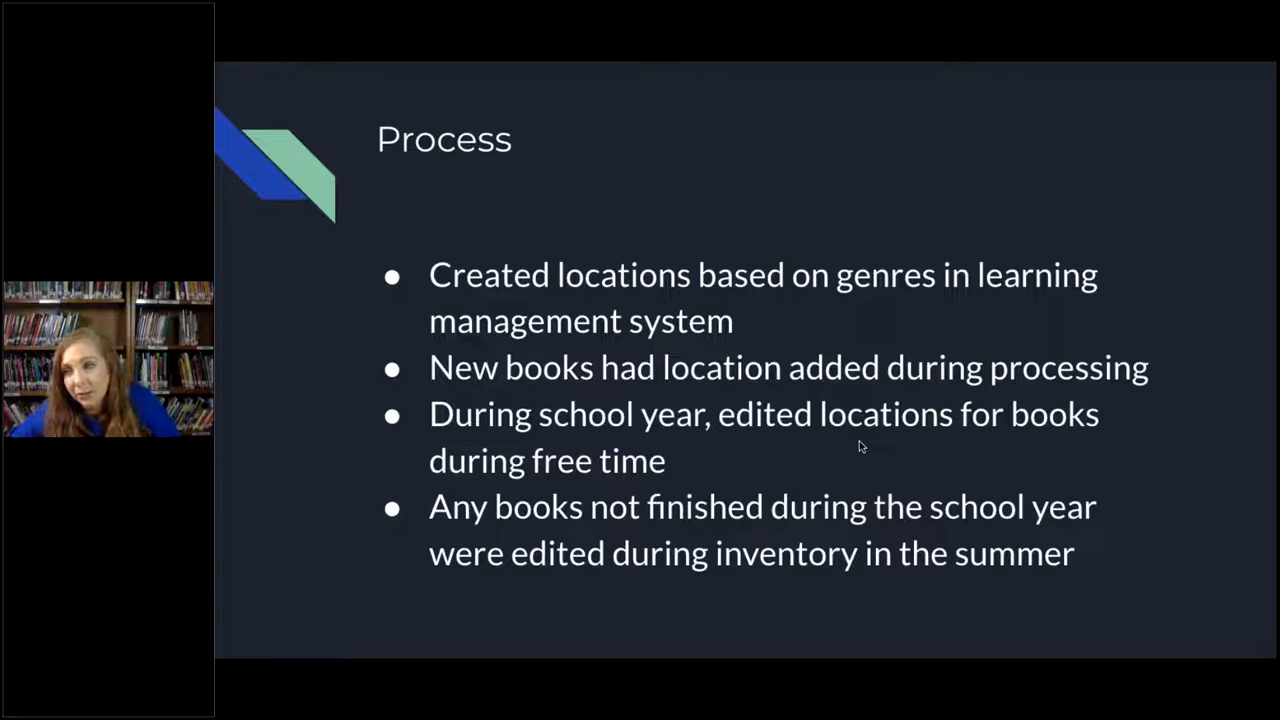 Process
● Created locations based on genres in learning
management system
● New books had location added during processing
● During school year, edited locations for books
during free time
● Any books not finished during the school year
were edited during inventory in the summer